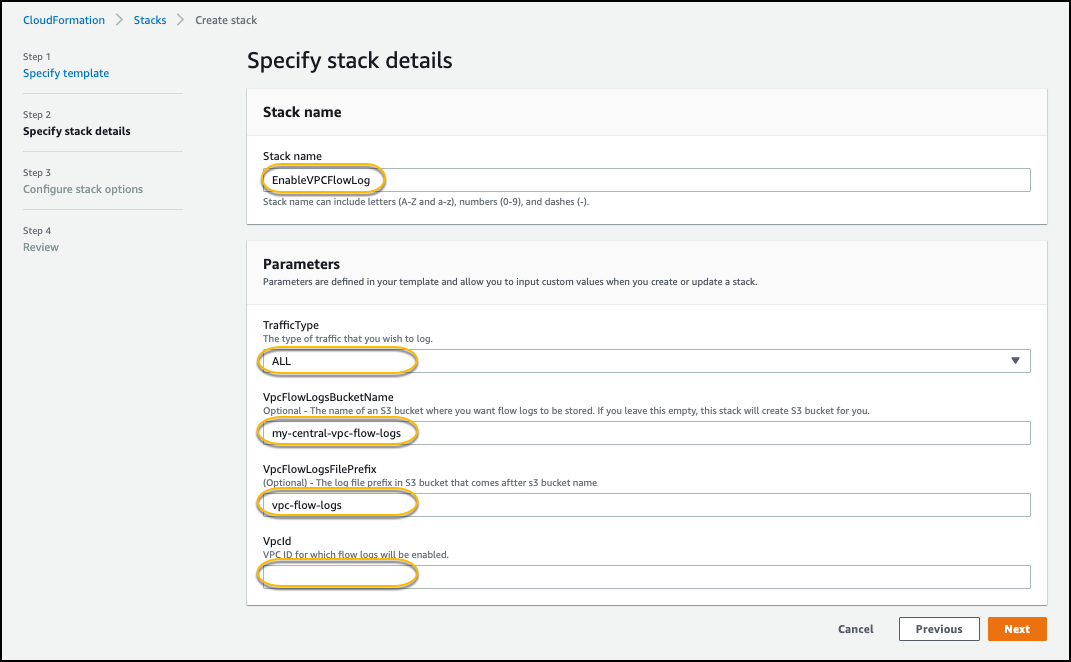 CloudFormation > Stacks > Create stack
Step 1
Specify template
Step 2
Specify stack details
Step 3
Configure stack options
Step 4
Review
Specify stack details
Stack name
Stack name
EnableVPCFlowLog
Stack name can include letters (A-Z and a-z), numbers (0-9), and dashes (-).
Parameters
Parameters are defined in your template and allow you to input custom values when you create or update a stack.
TrafficType
The type of traffic that you wish to log.
ALL
VpcFlowLogsBucketName
Optional - The name of an S3 bucket where you want flow logs to be stored. If you leave this empty, this stack will create S3 bucket for you.
my-central-vpc-flow-logs
VpcFlowLogsFilePrefix
(Optional) - The log file prefix in S3 bucket that comes aftter s3 bucket name
vpc-flow-logs
VpcId
VPC ID for which flow logs will be enabled.
Cancel Previous Next